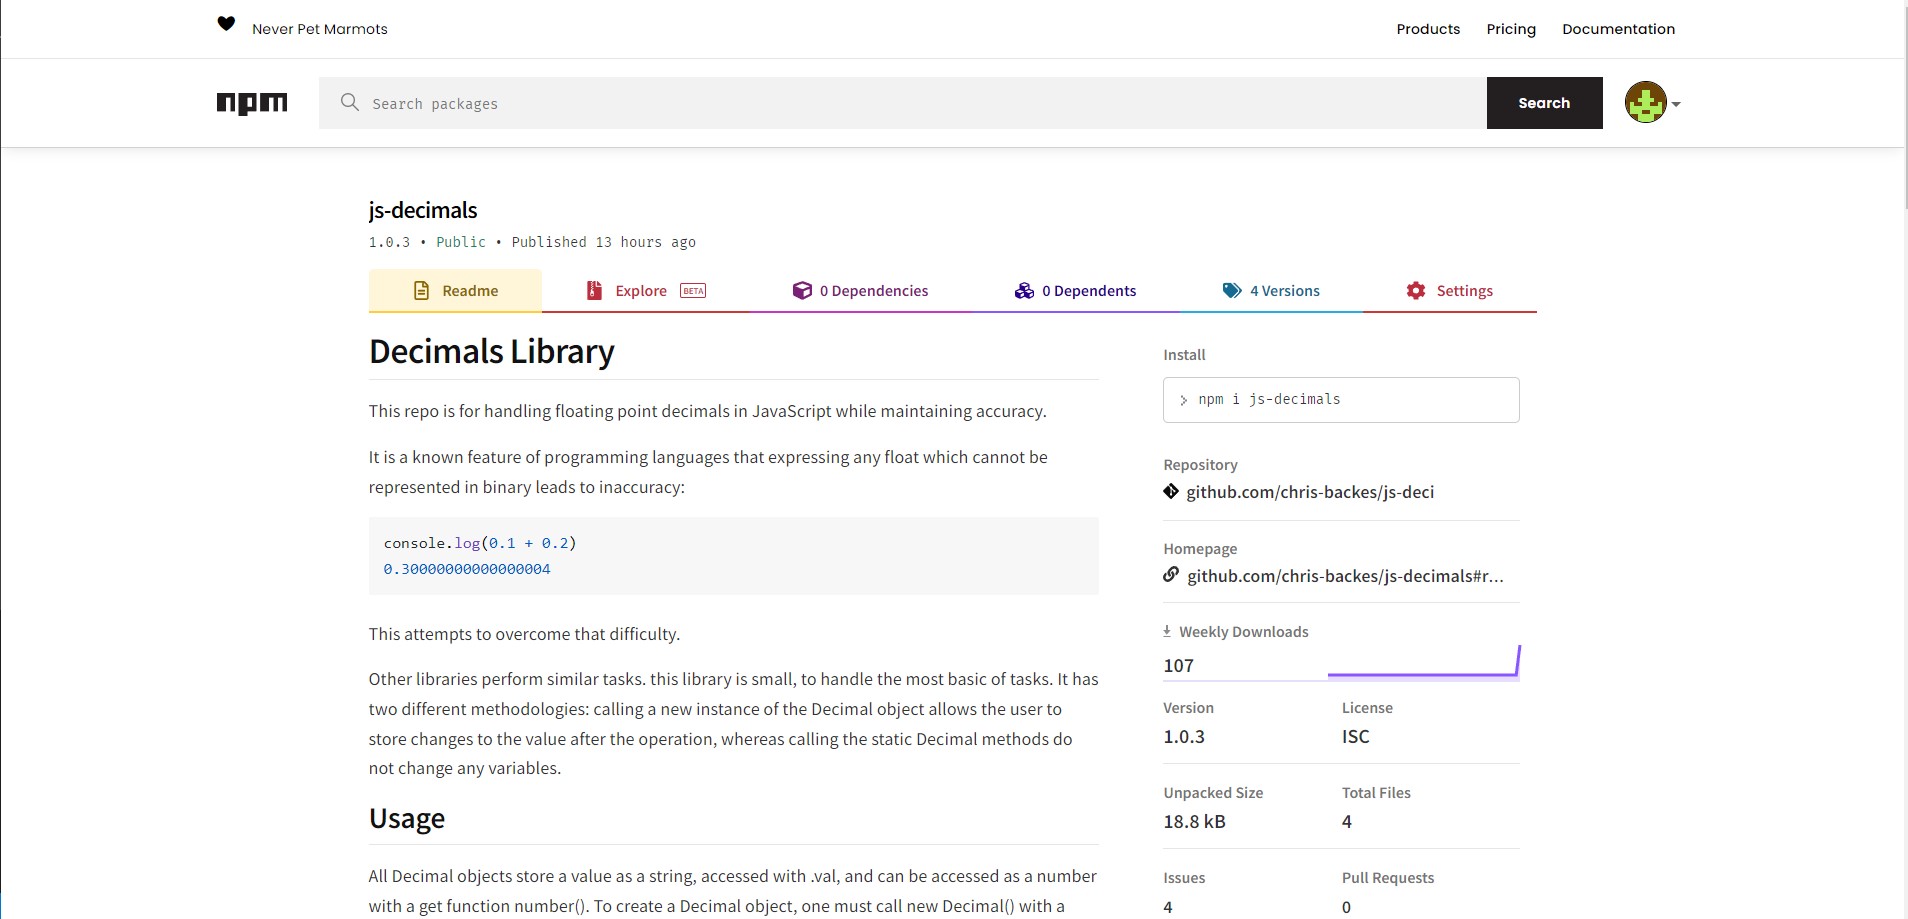 Never Pet Marmots
Products
Pricing
Documentation
npm
Search packages
Search
js-decimals
1.0.3 • Public • Published 13 hours ago
Readme
Explore BETA
0 Dependencies
0 Dependents
4 Versions
Settings
Decimals Library
This repo is for handling floating point decimals in JavaScript while maintaining accuracy.
It is a known feature of programming languages that expressing any float which cannot be
represented in binary leads to inaccuracy:
console.log(0.1 + 0.2)
0.30000000000000004
This attempts to overcome that difficulty.
Other libraries perform similar tasks. this library is small, to handle the most basic of tasks. It has
two different methodologies: calling a new instance of the Decimal object allows the user to
store changes to the value after the operation, whereas calling the static Decimal methods do
not change any variables.
Usage
All Decimal objects store a value as a string, accessed with .val, and can be accessed as a number
with a get function number(). To create a Decimal object, one must call new Decimal() with a
Install
> npm i js-decimals
Repository
github.com/chris-backes/js-deci
Homepage
github.com/chris-backes/js-decimals#r...
Weekly Downloads
107
Version
1.0.3
License
ISC
Unpacked Size
18.8 kB
Total Files
4
Issues
4
Pull Requests
0